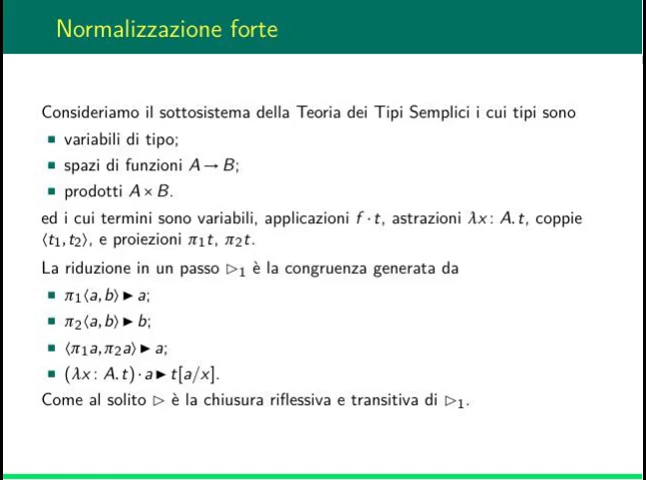 Normalizzazione forte
Consideriamo il sottosistema della Teoria dei Tipi Semplici i cui tipi sono
▪ variabili di tipo;
▪ spazi di funzioni A → B;
▪ prodotti A × B.
ed i cui termini sono variabili, applicazioni f · t, astrazioni λx: A. t, coppie
⟨t₁, t₂⟩, e proiezioni π₁t, π₂t.
La riduzione in un passo ▷₁ è la congruenza generata da
▪ π₁⟨a, b⟩ ► a;
▪ π₂⟨a, b⟩ ► b;
▪ ⟨π₁a, π₂a⟩ ► a;
▪ (λx: A. t) · a ► t[a/x].
Come al solito ▷ è la chiusura riflessiva e transitiva di ▷₁.